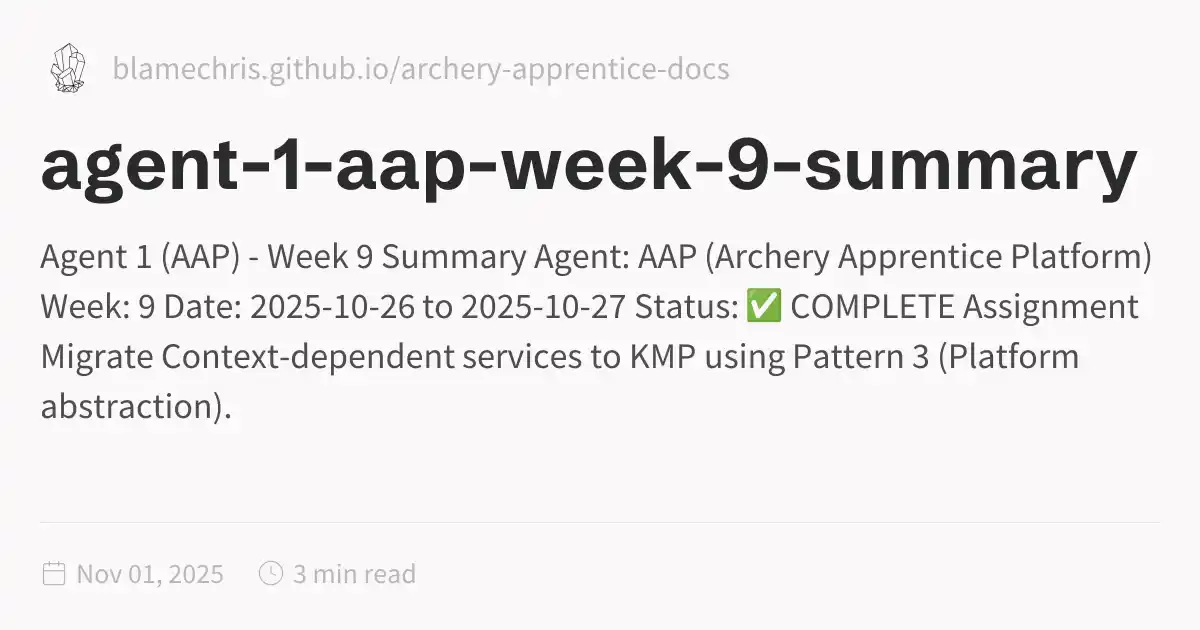 blamechris.github.io/archery-apprentice-docs
agent-1-aap-week-9-summary
Agent 1 (AAP) - Week 9 Summary Agent: AAP (Archery Apprentice Platform)
Week: 9 Date: 2025-10-26 to 2025-10-27 Status: ✅ COMPLETE Assignment
Migrate Context-dependent services to KMP using Pattern 3 (Platform
abstraction).
Nov 01, 2025 3 min read